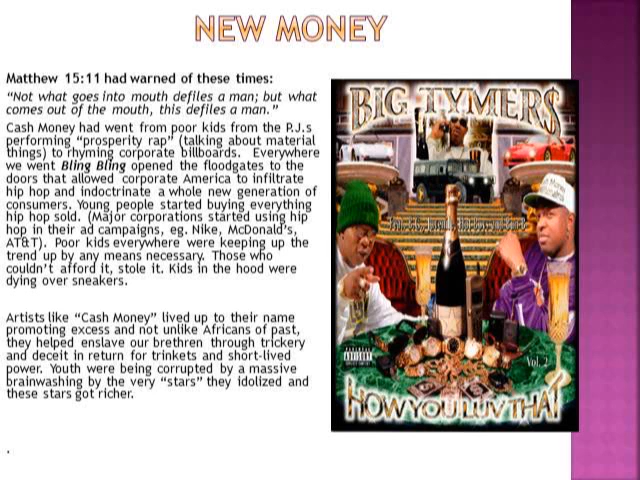 NEW MONEY
Matthew 15:11 had warned of these times:
“Not what goes into mouth defiles a man; but what
comes out of the mouth, this defiles a man.”
Cash Money had went from poor kids from the P.J.s
performing “prosperity rap” (talking about material
things) to rhyming corporate billboards. Everywhere
we went Bling Bling opened the floodgates to the
doors that allowed corporate America to infiltrate
hip hop and indoctrinate a whole new generation of
consumers. Young people started buying everything
hip hop sold. (Major corporations started using hip
hop in their ad campaigns, eg. Nike, McDonald’s,
AT&T). Poor kids everywhere were keeping up the
trend up by any means necessary. Those who
couldn’t afford it, stole it. Kids in the hood were
dying over sneakers.
Artists like “Cash Money” lived up to their name
promoting excess and not unlike Africans of past,
they helped enslave our brethren through trickery
and deceit in return for trinkets and short-lived
power. Youth were being corrupted by a massive
brainwashing by the very “stars” they idolized and
these stars got richer.
.
BIG TYMER$
Vol. 2
HOW YOU LUV THAT